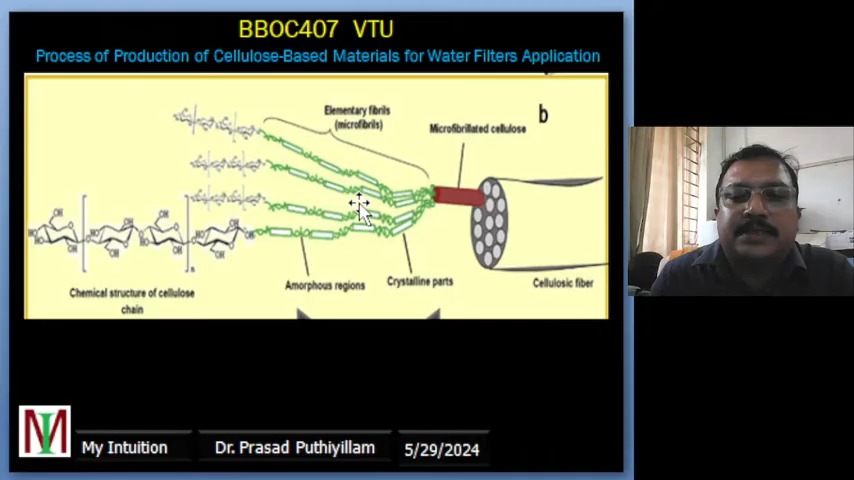 BBOC407 VTU
Process of Production of Cellulose-Based Materials for Water Filters Application
Elementary fibrils
(microfibrils)
Microfibrillated cellulose
b
Amorphous regions
Crystalline parts
Cellulosic fiber
Chemical structure of cellulose
chain
My Intuition
Dr. Prasad Puthiyillam
5/29/2024